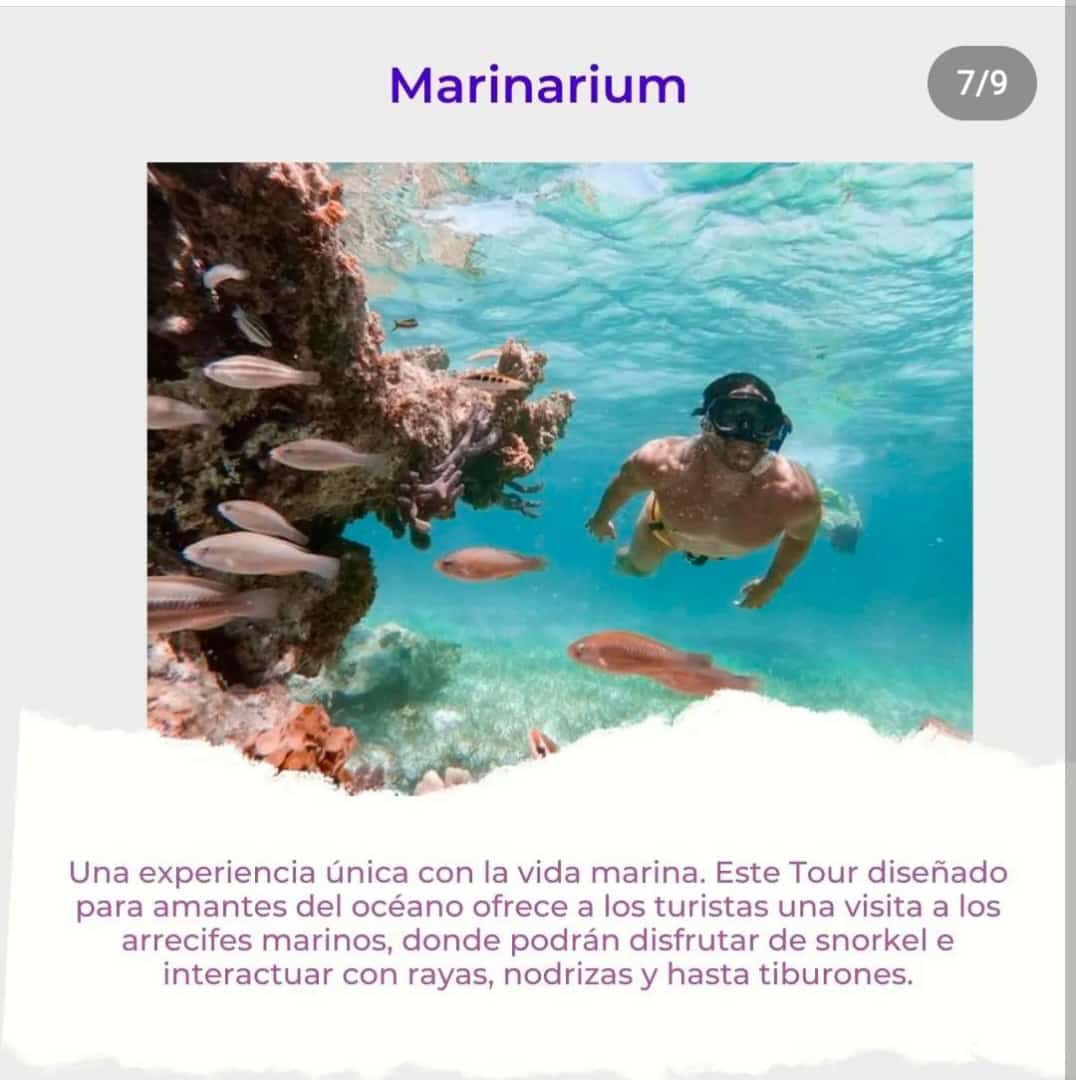 Marinarium
7/9
Una experiencia única con la vida marina. Este Tour diseñado
para amantes del océano ofrece a los turistas una visita a los
arrecifes marinos, donde podrán disfrutar de snorkel e
interactuar con rayas, nodrizas y hasta tiburones.